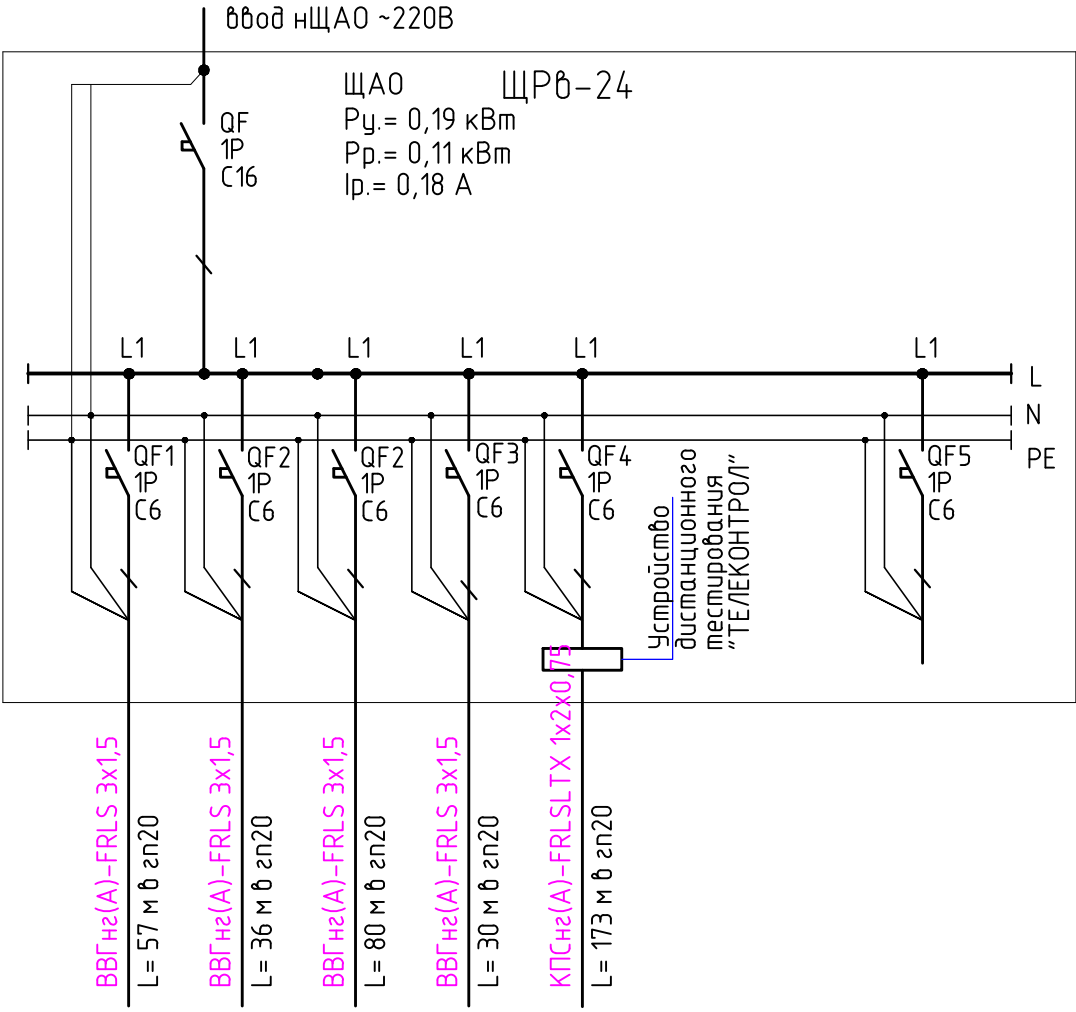 ввод нЩАО ~220В
ЩАО
ЩРв-24
Ру.= 0,19 кВт
Рр.= 0,11 кВт
Iр.= 0,18 А
QF
1P
C16
L1
L1
L1
L1
L1
L1
L
N
PE
QF1
1P
C6
QF2
1P
C6
QF2
1P
C6
QF3
1P
C6
QF4
1P
C6
QF5
1P
C6
Устройство
дистанционного
тестирования
"ТЕЛЕКОНТРОЛ"
ВВГнг(А)-FRLS 3х1,5
L= 57 м в гп20
ВВГнг(А)-FRLS 3х1,5
L= 36 м в гп20
ВВГнг(А)-FRLS 3х1,5
L= 80 м в гп20
ВВГнг(А)-FRLS 3х1,5
L= 30 м в гп20
КПСнг(А)-FRLSLTX 1х2х0,75
L= 173 м в гп20